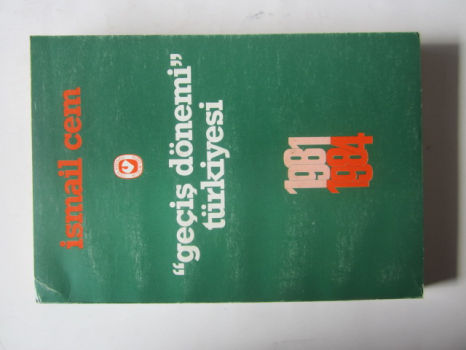 ismail cem
“geçiş dönemi”
türkiyesi
1981
1984